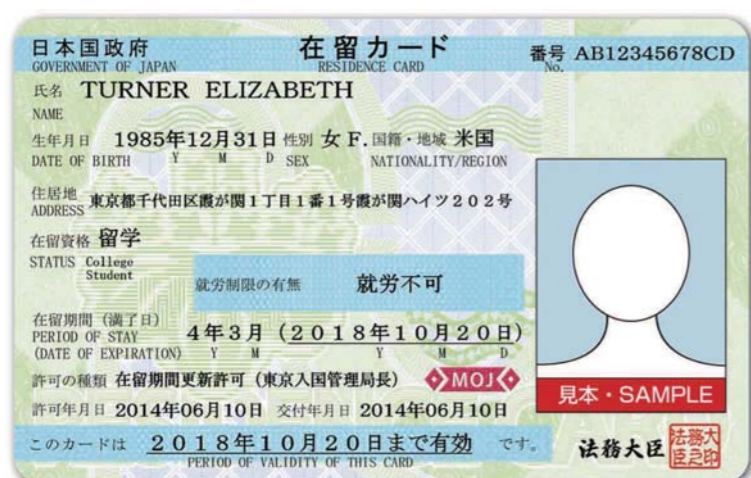 日本国政府 在留カード 番号 AB12345678CD
GOVERNMENT OF JAPAN RESIDENCE CARD No.
氏名 TURNER ELIZABETH
NAME
生年月日 1985年12月31日 性別 女 F. 国籍・地域 米国
DATE OF BIRTH Y M D SEX NATIONALITY/REGION
住居地
ADDRESS 東京都千代田区霞が関1丁目1番1号霞が関ハイツ202号
在留資格 留学
STATUS College
Student
就労制限の有無 就労不可
在留期間 (満了日)
PERIOD OF STAY 4年3月 (2018年10月20日)
(DATE OF EXPIRATION) Y M Y M D
許可の種類 在留期間更新許可 (東京入国管理局長) MOJ
見本・SAMPLE
許可年月日 2014年06月10日 交付年月日 2014年06月10日
このカードは 2018年10月20日まで有効 です。
PERIOD OF VALIDITY OF THIS CARD
法務大臣 法務大臣之印